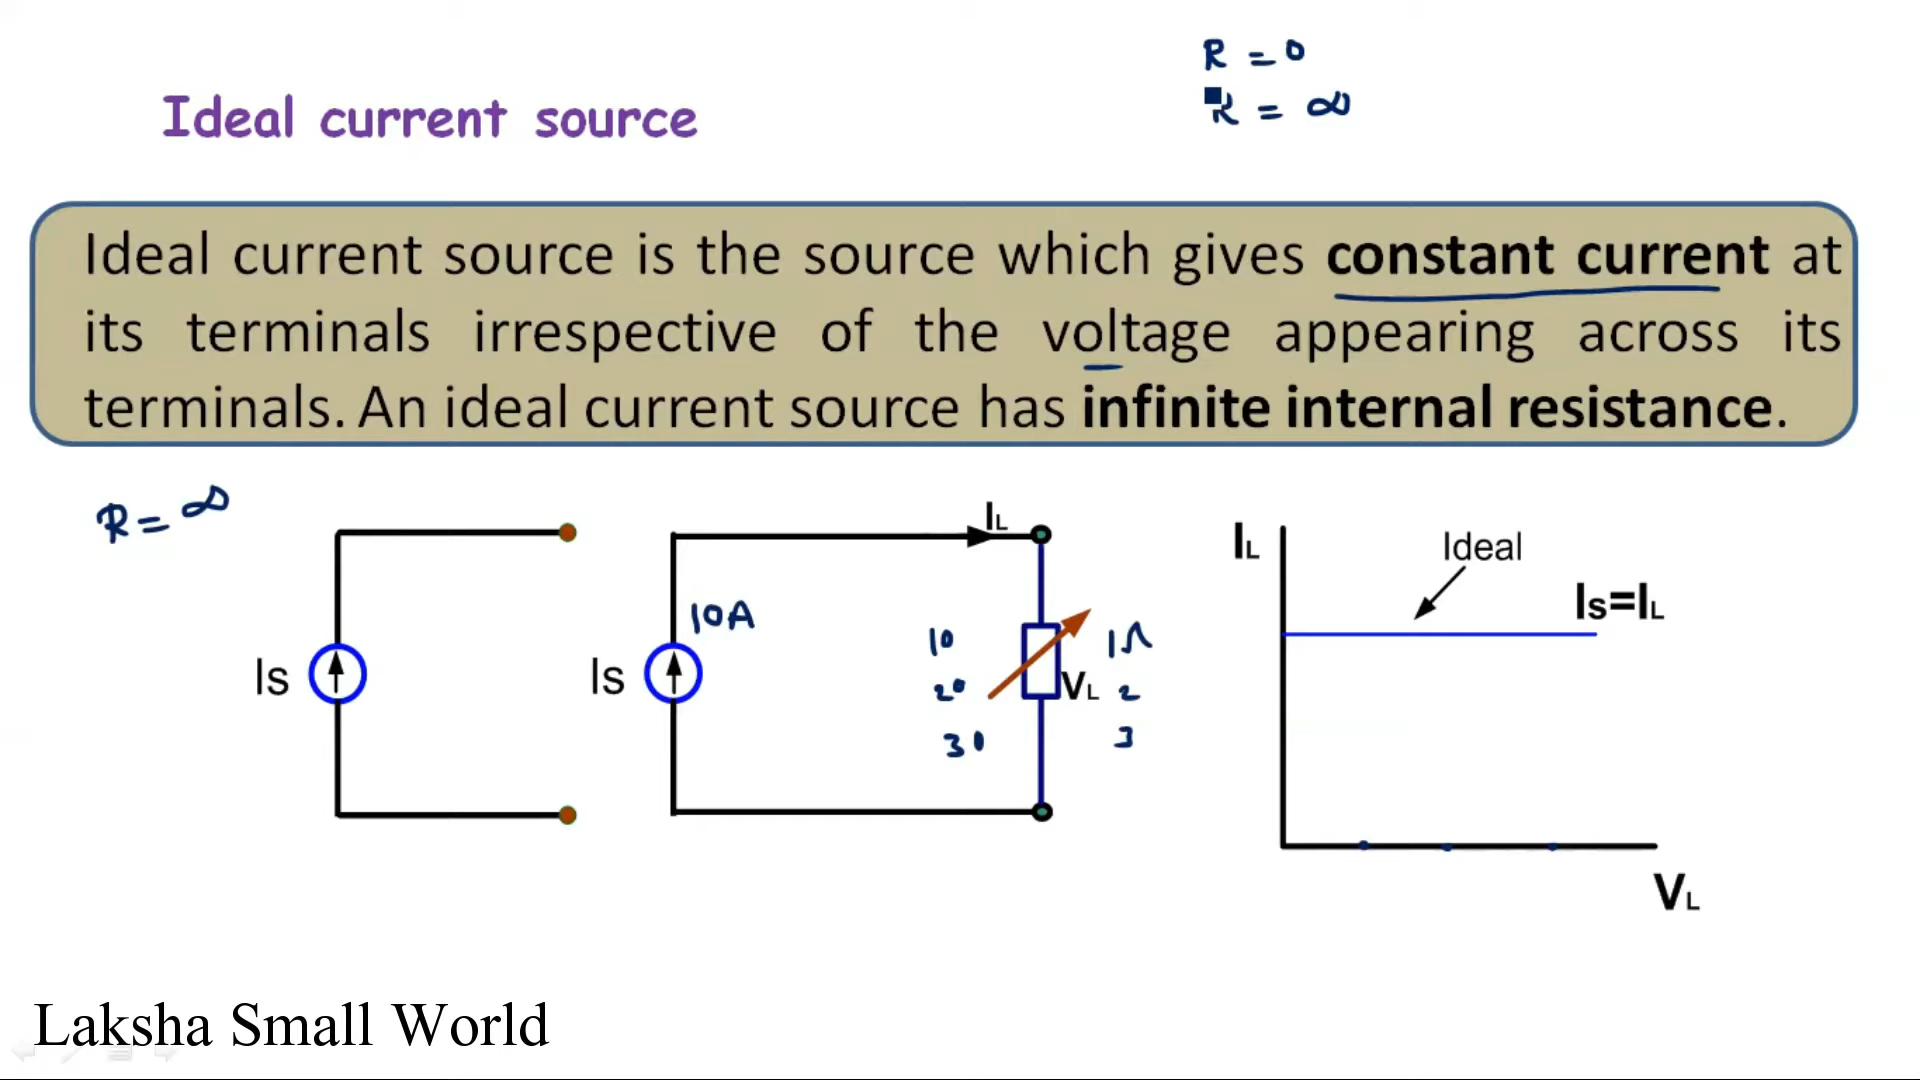 R = 0
R = ∞
Ideal current source
Ideal current source is the source which gives constant current at
its terminals irrespective of the voltage appearing across its
terminals. An ideal current source has infinite internal resistance.
R = ∞
Is
Is
10A
IL
10
20
30
VL
1Ω
2
3
IL
Ideal
Is=IL
VL
Laksha Small World